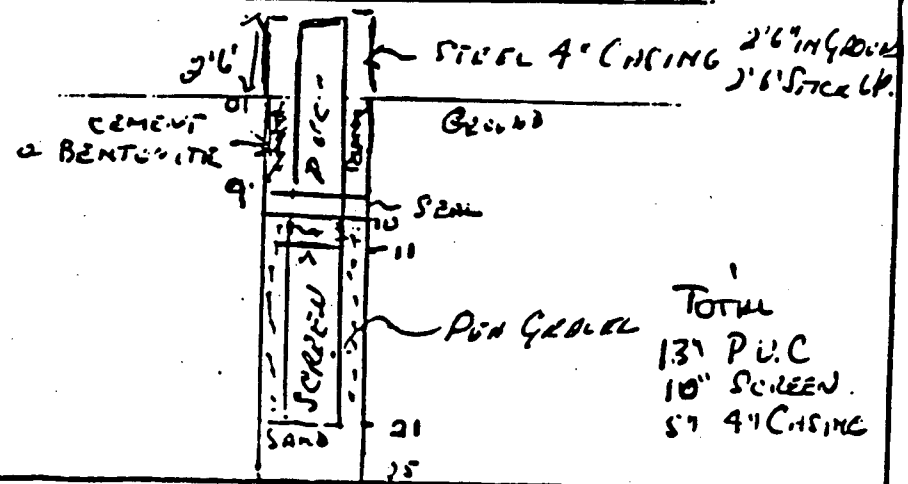 STEEL 4" CASING 2'6" IN GROUND
2'6" STICK UP.
2'6"
0'
GROUND
CEMENT
& BENTONITE
P.V.C
9'
SEAL
10
11
SCREEN
PEA GRAVEL
TOTAL
13' P.V.C
10' SCREEN.
5' 4" CASING
21
SAND
25